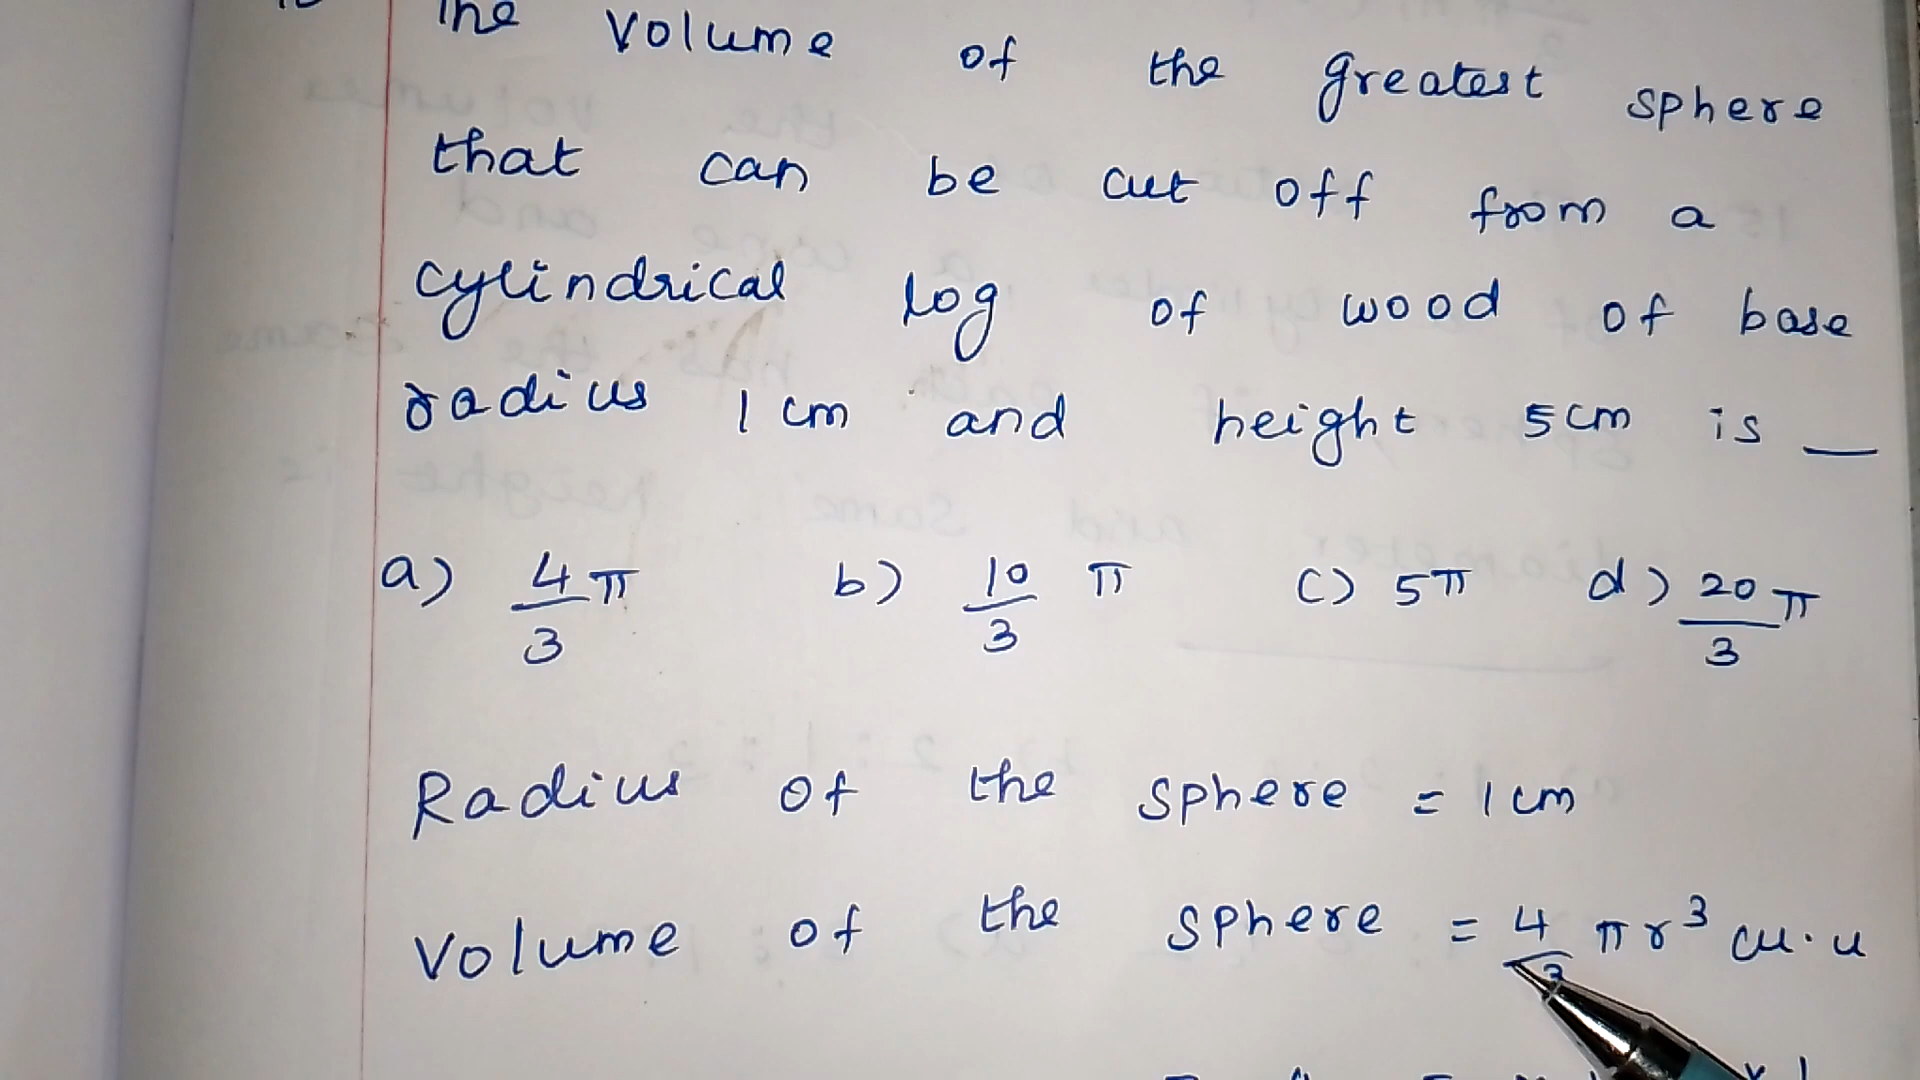 The Volume of the greatest sphere
that can be cut off from a
cylindrical log of wood of base
radius 1 cm and height 5 cm is __
a) 4/3 π b) 10/3 π c) 5π d) 20/3 π
Radius of the sphere = 1 cm
Volume of the sphere = 4/3 πr³ cu.u